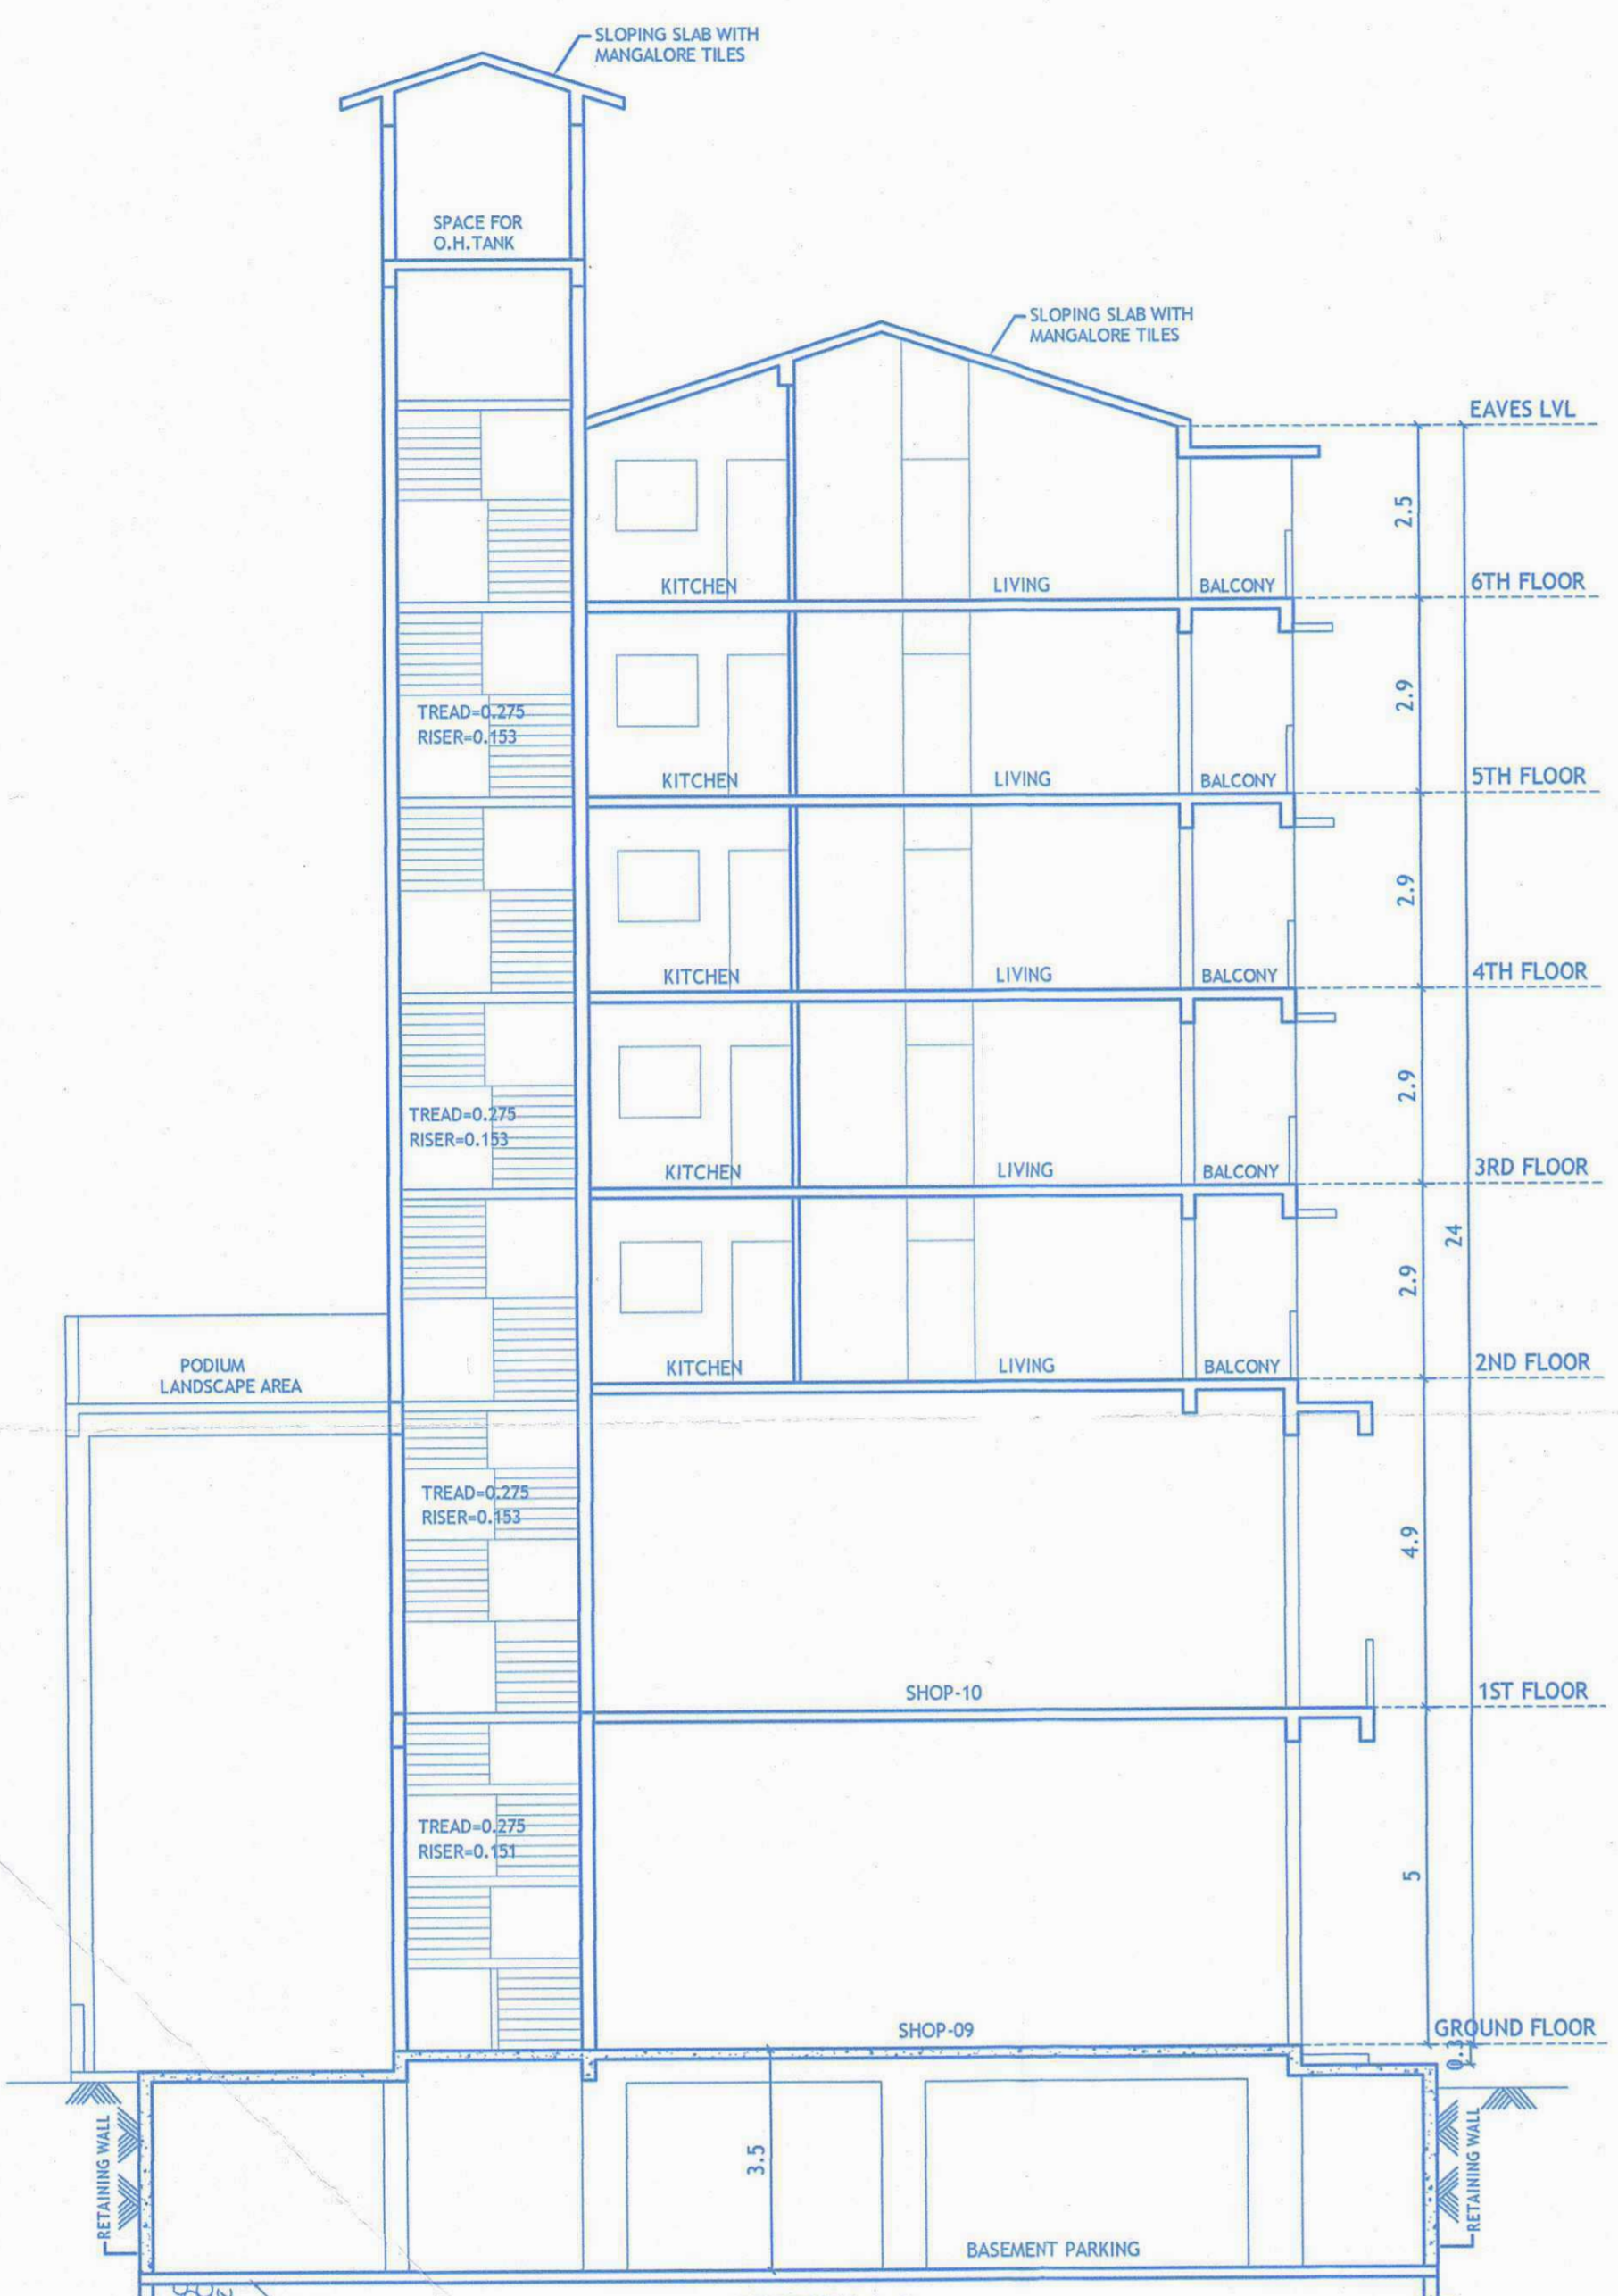 SLOPING SLAB WITH
MANGALORE TILES
SPACE FOR
O.H.TANK
SLOPING SLAB WITH
MANGALORE TILES
EAVES LVL
2.5
KITCHEN LIVING BALCONY 6TH FLOOR
2.9
TREAD=0.275
RISER=0.153
KITCHEN LIVING BALCONY 5TH FLOOR
2.9
KITCHEN LIVING BALCONY 4TH FLOOR
2.9
TREAD=0.275
RISER=0.153
KITCHEN LIVING BALCONY 3RD FLOOR
24
2.9
PODIUM
LANDSCAPE AREA
KITCHEN LIVING BALCONY 2ND FLOOR
TREAD=0.275
RISER=0.153
4.9
SHOP-10 1ST FLOOR
TREAD=0.275
RISER=0.151
5
SHOP-09 GROUND FLOOR
0.3
RETAINING WALL
3.5
RETAINING WALL
BASEMENT PARKING